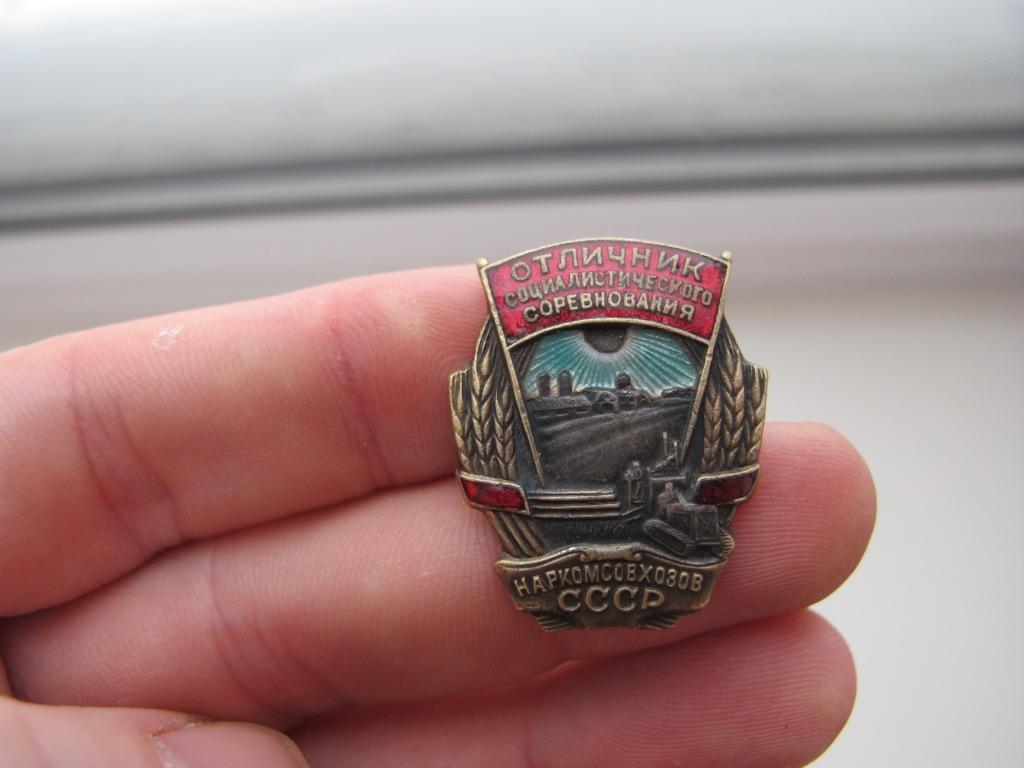 ОТЛИЧНИК
СОЦИАЛИСТИЧЕСКОГО
СОРЕВНОВАНИЯ
НАРКОМСОВХОЗОВ
СССР